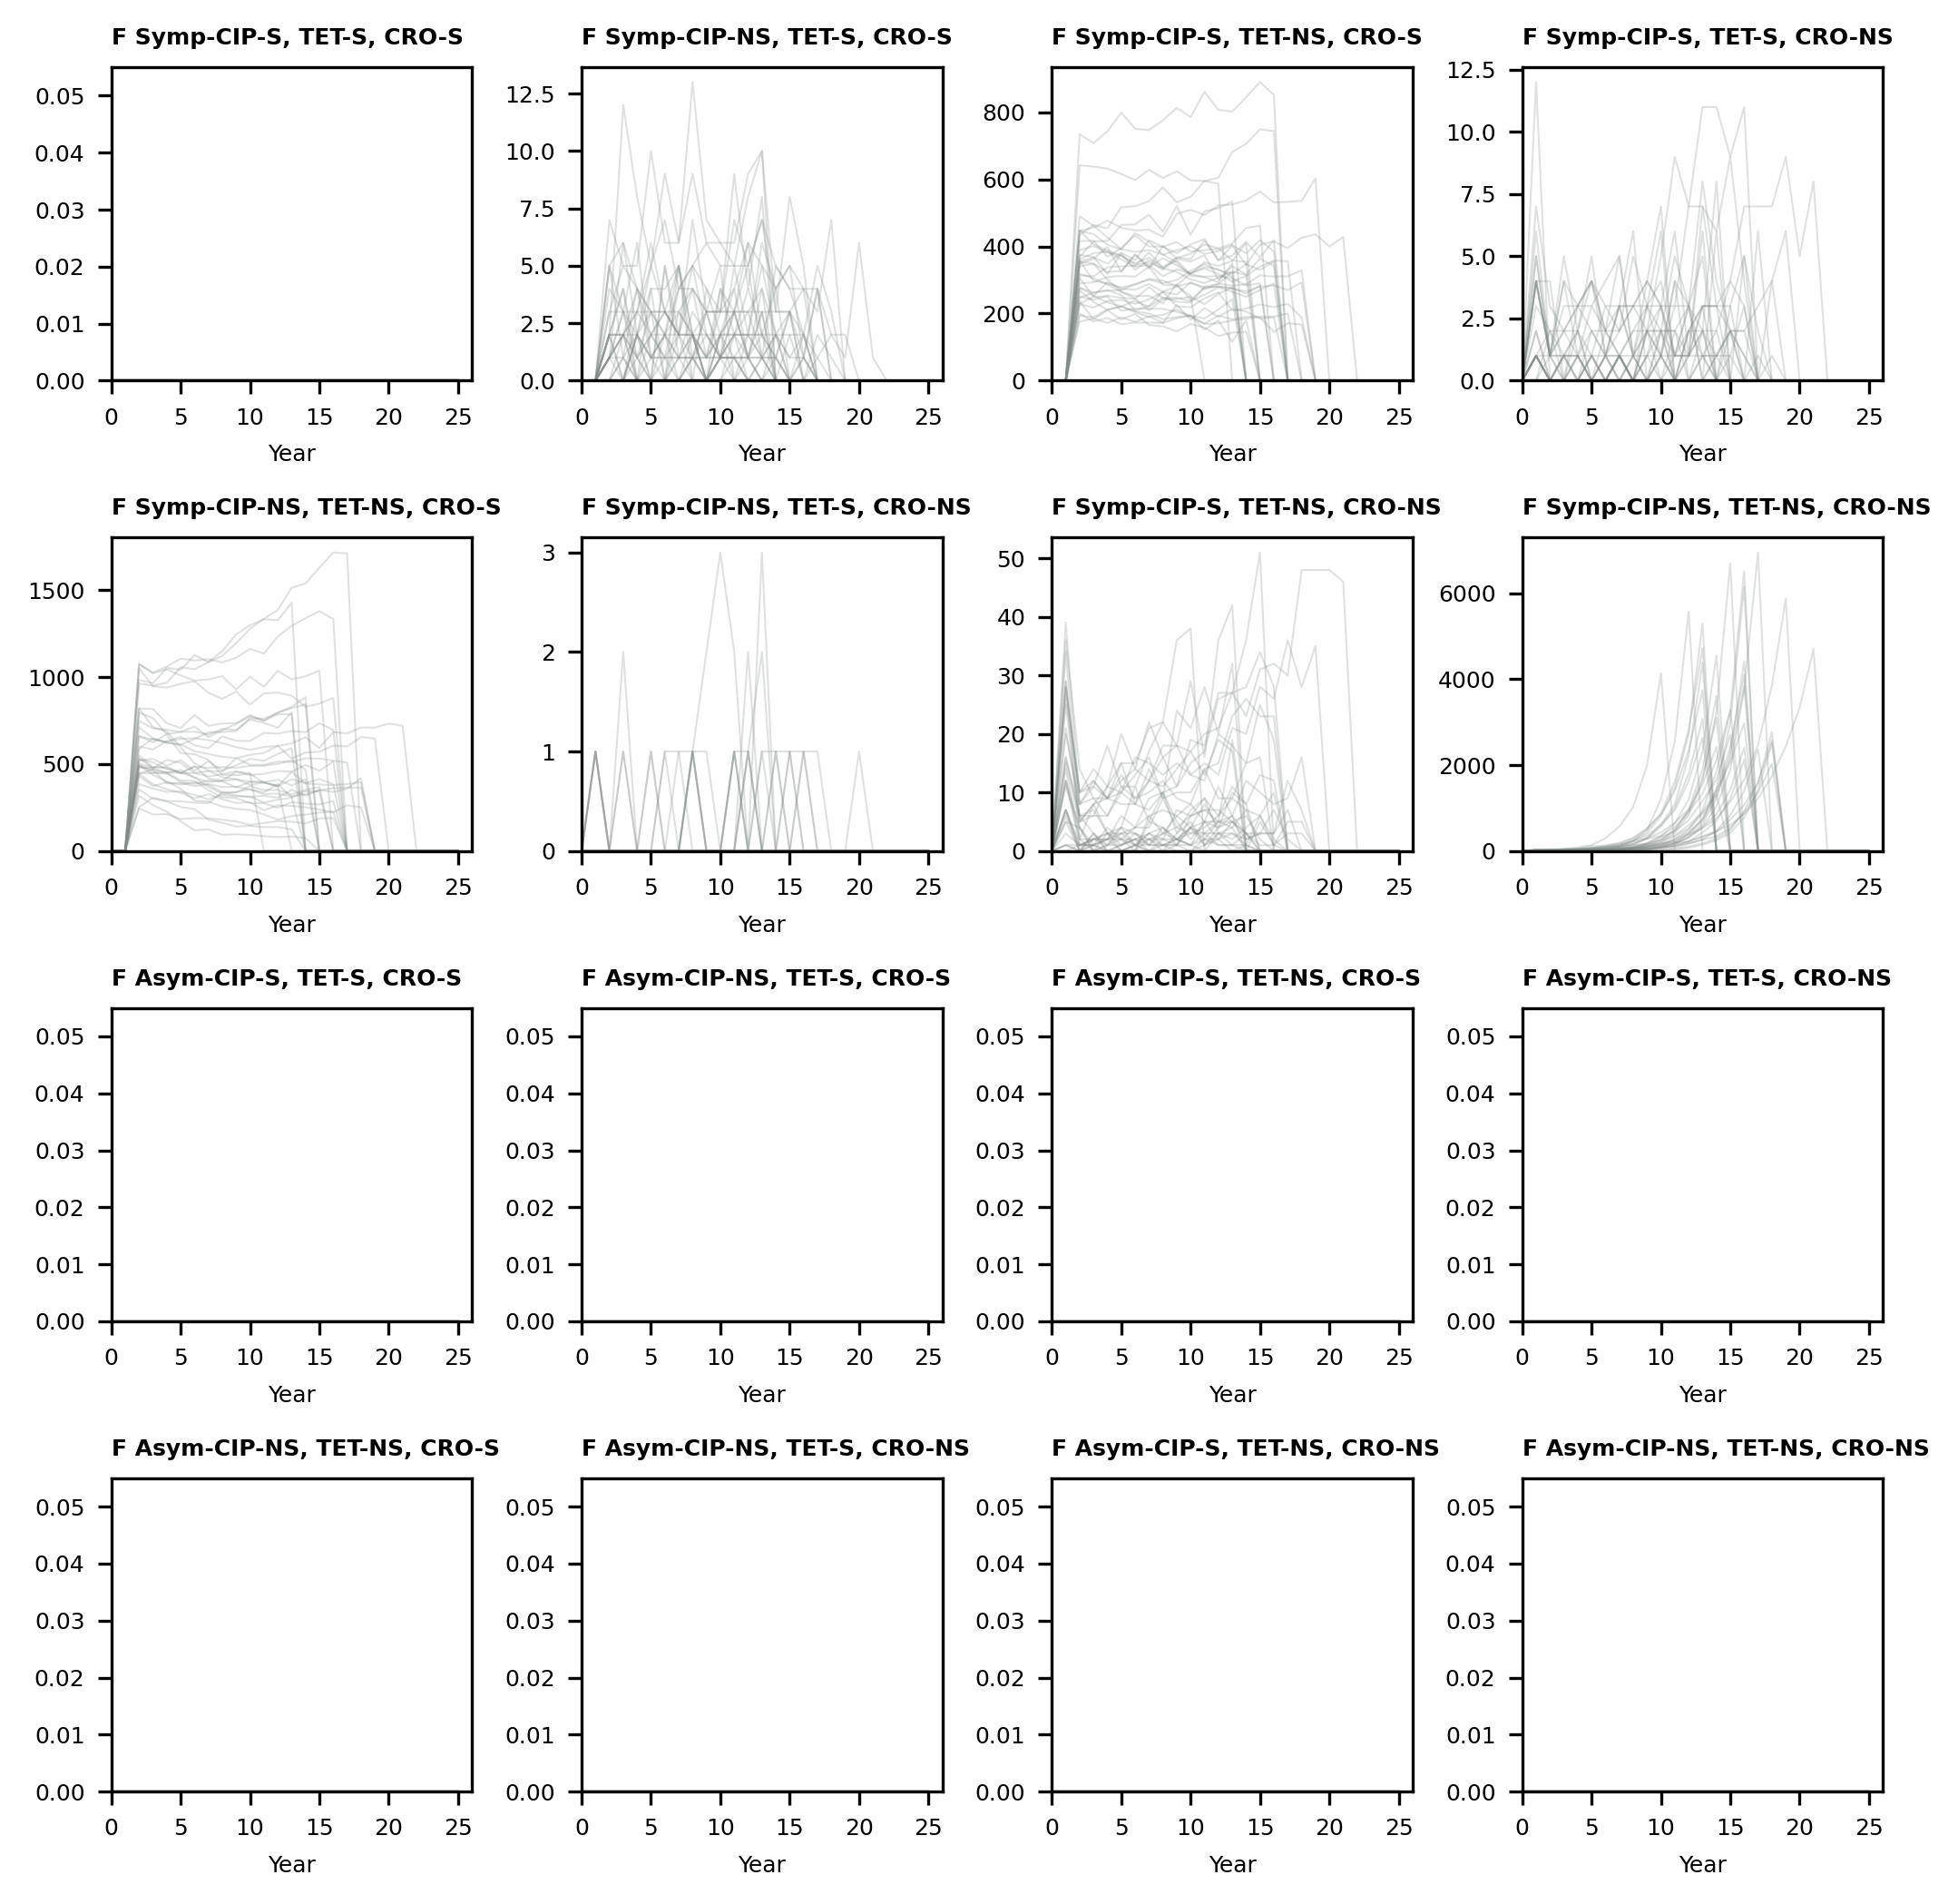 F Symp-CIP-S, TET-S, CRO-S
0.05
0.04
0.03
0.02
0.01
0.00
0 5 10 15 20 25
Year
F Symp-CIP-NS, TET-S, CRO-S
12.5
10.0
7.5
5.0
2.5
0.0
0 5 10 15 20 25
Year
F Symp-CIP-S, TET-NS, CRO-S
800
600
400
200
0
0 5 10 15 20 25
Year
F Symp-CIP-S, TET-S, CRO-NS
12.5
10.0
7.5
5.0
2.5
0.0
0 5 10 15 20 25
Year
F Symp-CIP-NS, TET-NS, CRO-S
1500
1000
500
0
0 5 10 15 20 25
Year
F Symp-CIP-NS, TET-S, CRO-NS
3
2
1
0
0 5 10 15 20 25
Year
F Symp-CIP-S, TET-NS, CRO-NS
50
40
30
20
10
0
0 5 10 15 20 25
Year
F Symp-CIP-NS, TET-NS, CRO-NS
6000
4000
2000
0
0 5 10 15 20 25
Year
F Asym-CIP-S, TET-S, CRO-S
0.05
0.04
0.03
0.02
0.01
0.00
0 5 10 15 20 25
Year
F Asym-CIP-NS, TET-S, CRO-S
0.05
0.04
0.03
0.02
0.01
0.00
0 5 10 15 20 25
Year
F Asym-CIP-S, TET-NS, CRO-S
0.05
0.04
0.03
0.02
0.01
0.00
0 5 10 15 20 25
Year
F Asym-CIP-S, TET-S, CRO-NS
0.05
0.04
0.03
0.02
0.01
0.00
0 5 10 15 20 25
Year
F Asym-CIP-NS, TET-NS, CRO-S
0.05
0.04
0.03
0.02
0.01
0.00
0 5 10 15 20 25
Year
F Asym-CIP-NS, TET-S, CRO-NS
0.05
0.04
0.03
0.02
0.01
0.00
0 5 10 15 20 25
Year
F Asym-CIP-S, TET-NS, CRO-NS
0.05
0.04
0.03
0.02
0.01
0.00
0 5 10 15 20 25
Year
F Asym-CIP-NS, TET-NS, CRO-NS
0.05
0.04
0.03
0.02
0.01
0.00
0 5 10 15 20 25
Year